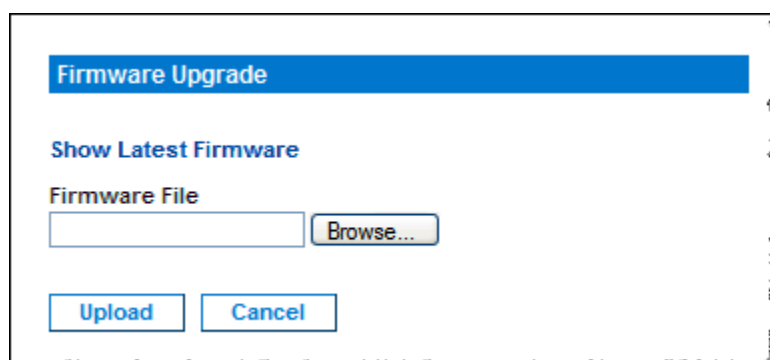 Firmware Upgrade
Show Latest Firmware
Firmware File
Browse...
Upload Cancel